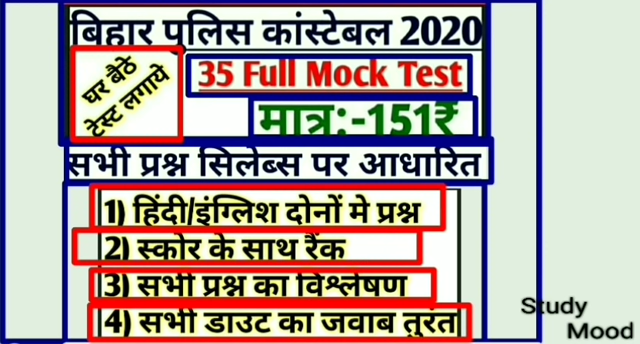 बिहार पुलिस कांस्टेबल 2020
घर बैठे
टेस्ट लगाये
35 Full Mock Test
मात्र:-151₹
सभी प्रश्न सिलेब्स पर आधारित
1) हिंदी/इंग्लिश दोनों मे प्रश्न
2) स्कोर के साथ रैंक
3) सभी प्रश्न का विश्लेषण
4) सभी डाउट का जवाब तुरंत
Study
Mood